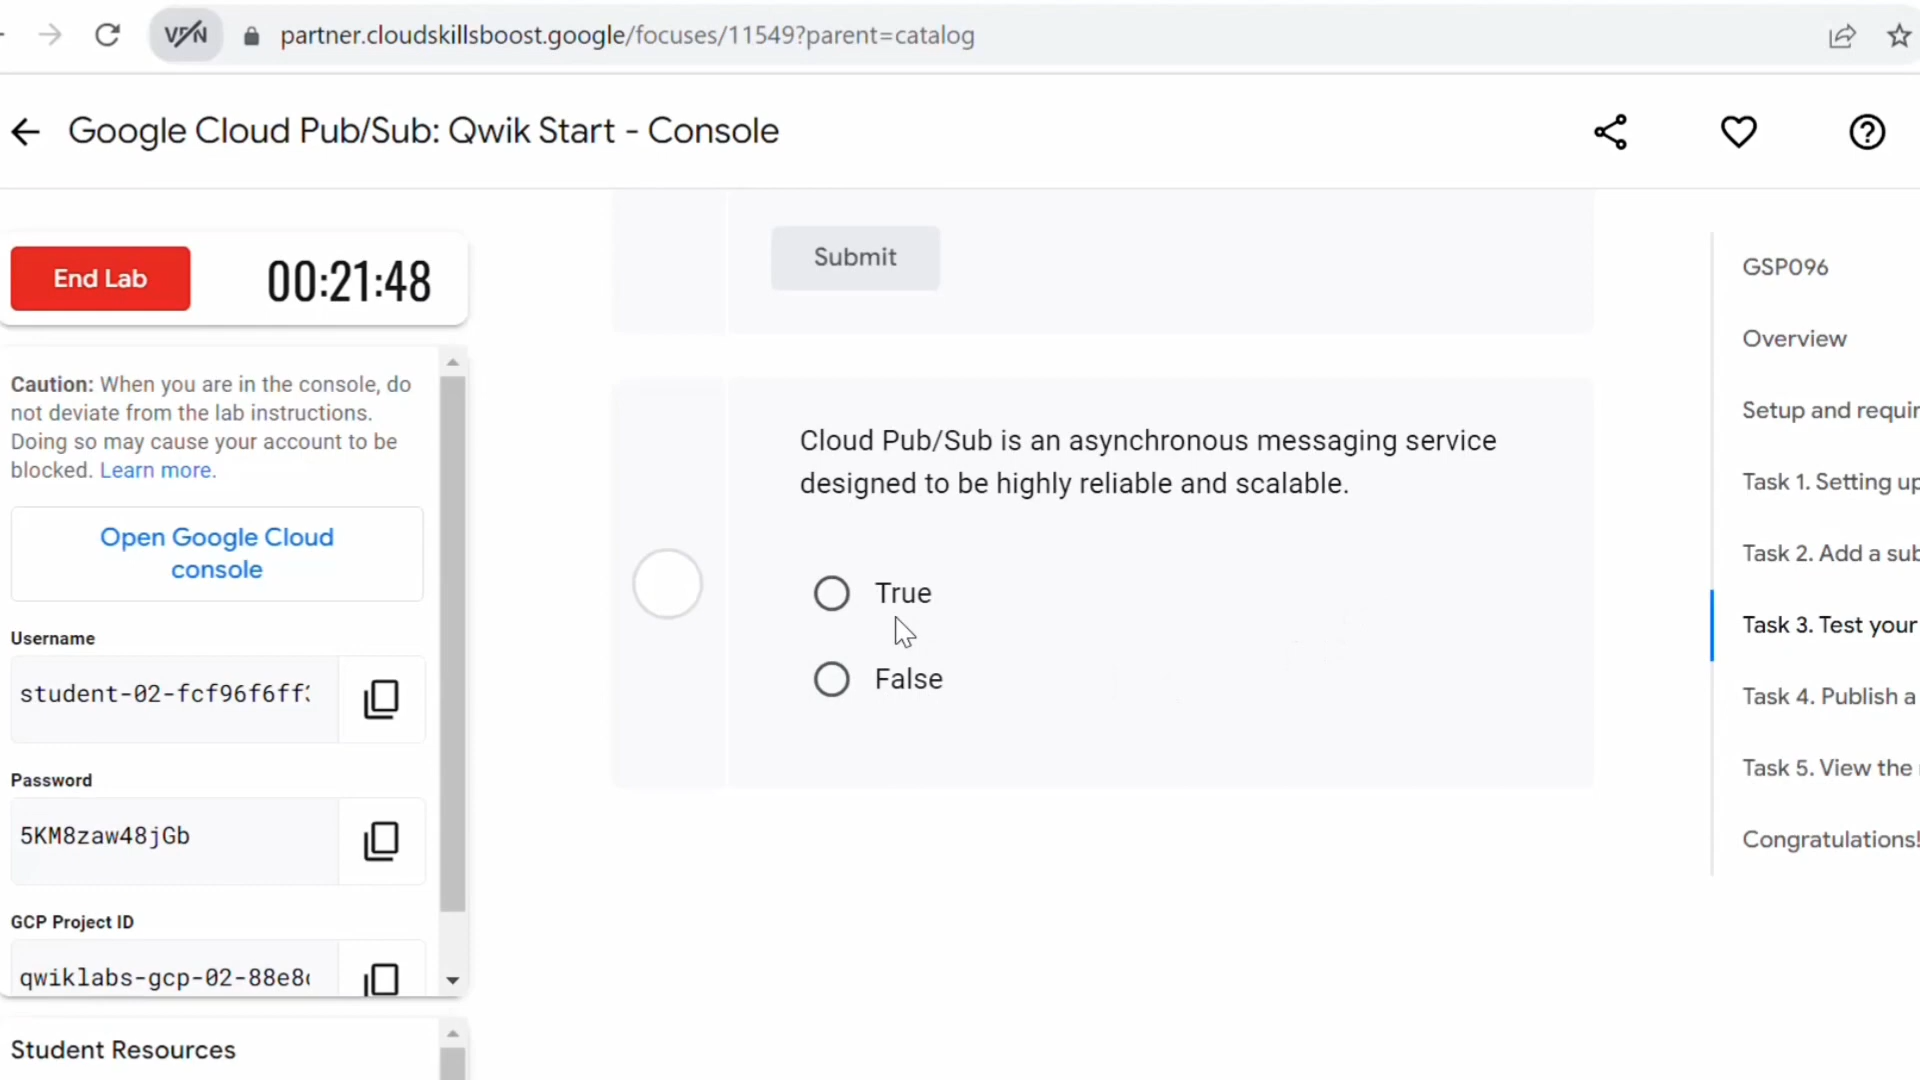 VPN
partner.cloudskillsboost.google/focuses/11549?parent=catalog
Google Cloud Pub/Sub: Qwik Start - Console
End Lab
00:21:48
Caution: When you are in the console, do
not deviate from the lab instructions.
Doing so may cause your account to be
blocked. Learn more.
Open Google Cloud
console
Username
student-02-fcf96f6ff
Password
5KM8zaw48jGb
GCP Project ID
qwiklabs-gcp-02-88e8
Student Resources
Submit
Cloud Pub/Sub is an asynchronous messaging service
designed to be highly reliable and scalable.
True
False
GSP096
Overview
Setup and requir
Task 1. Setting up
Task 2. Add a sub
Task 3. Test your
Task 4. Publish a
Task 5. View the
Congratulations!